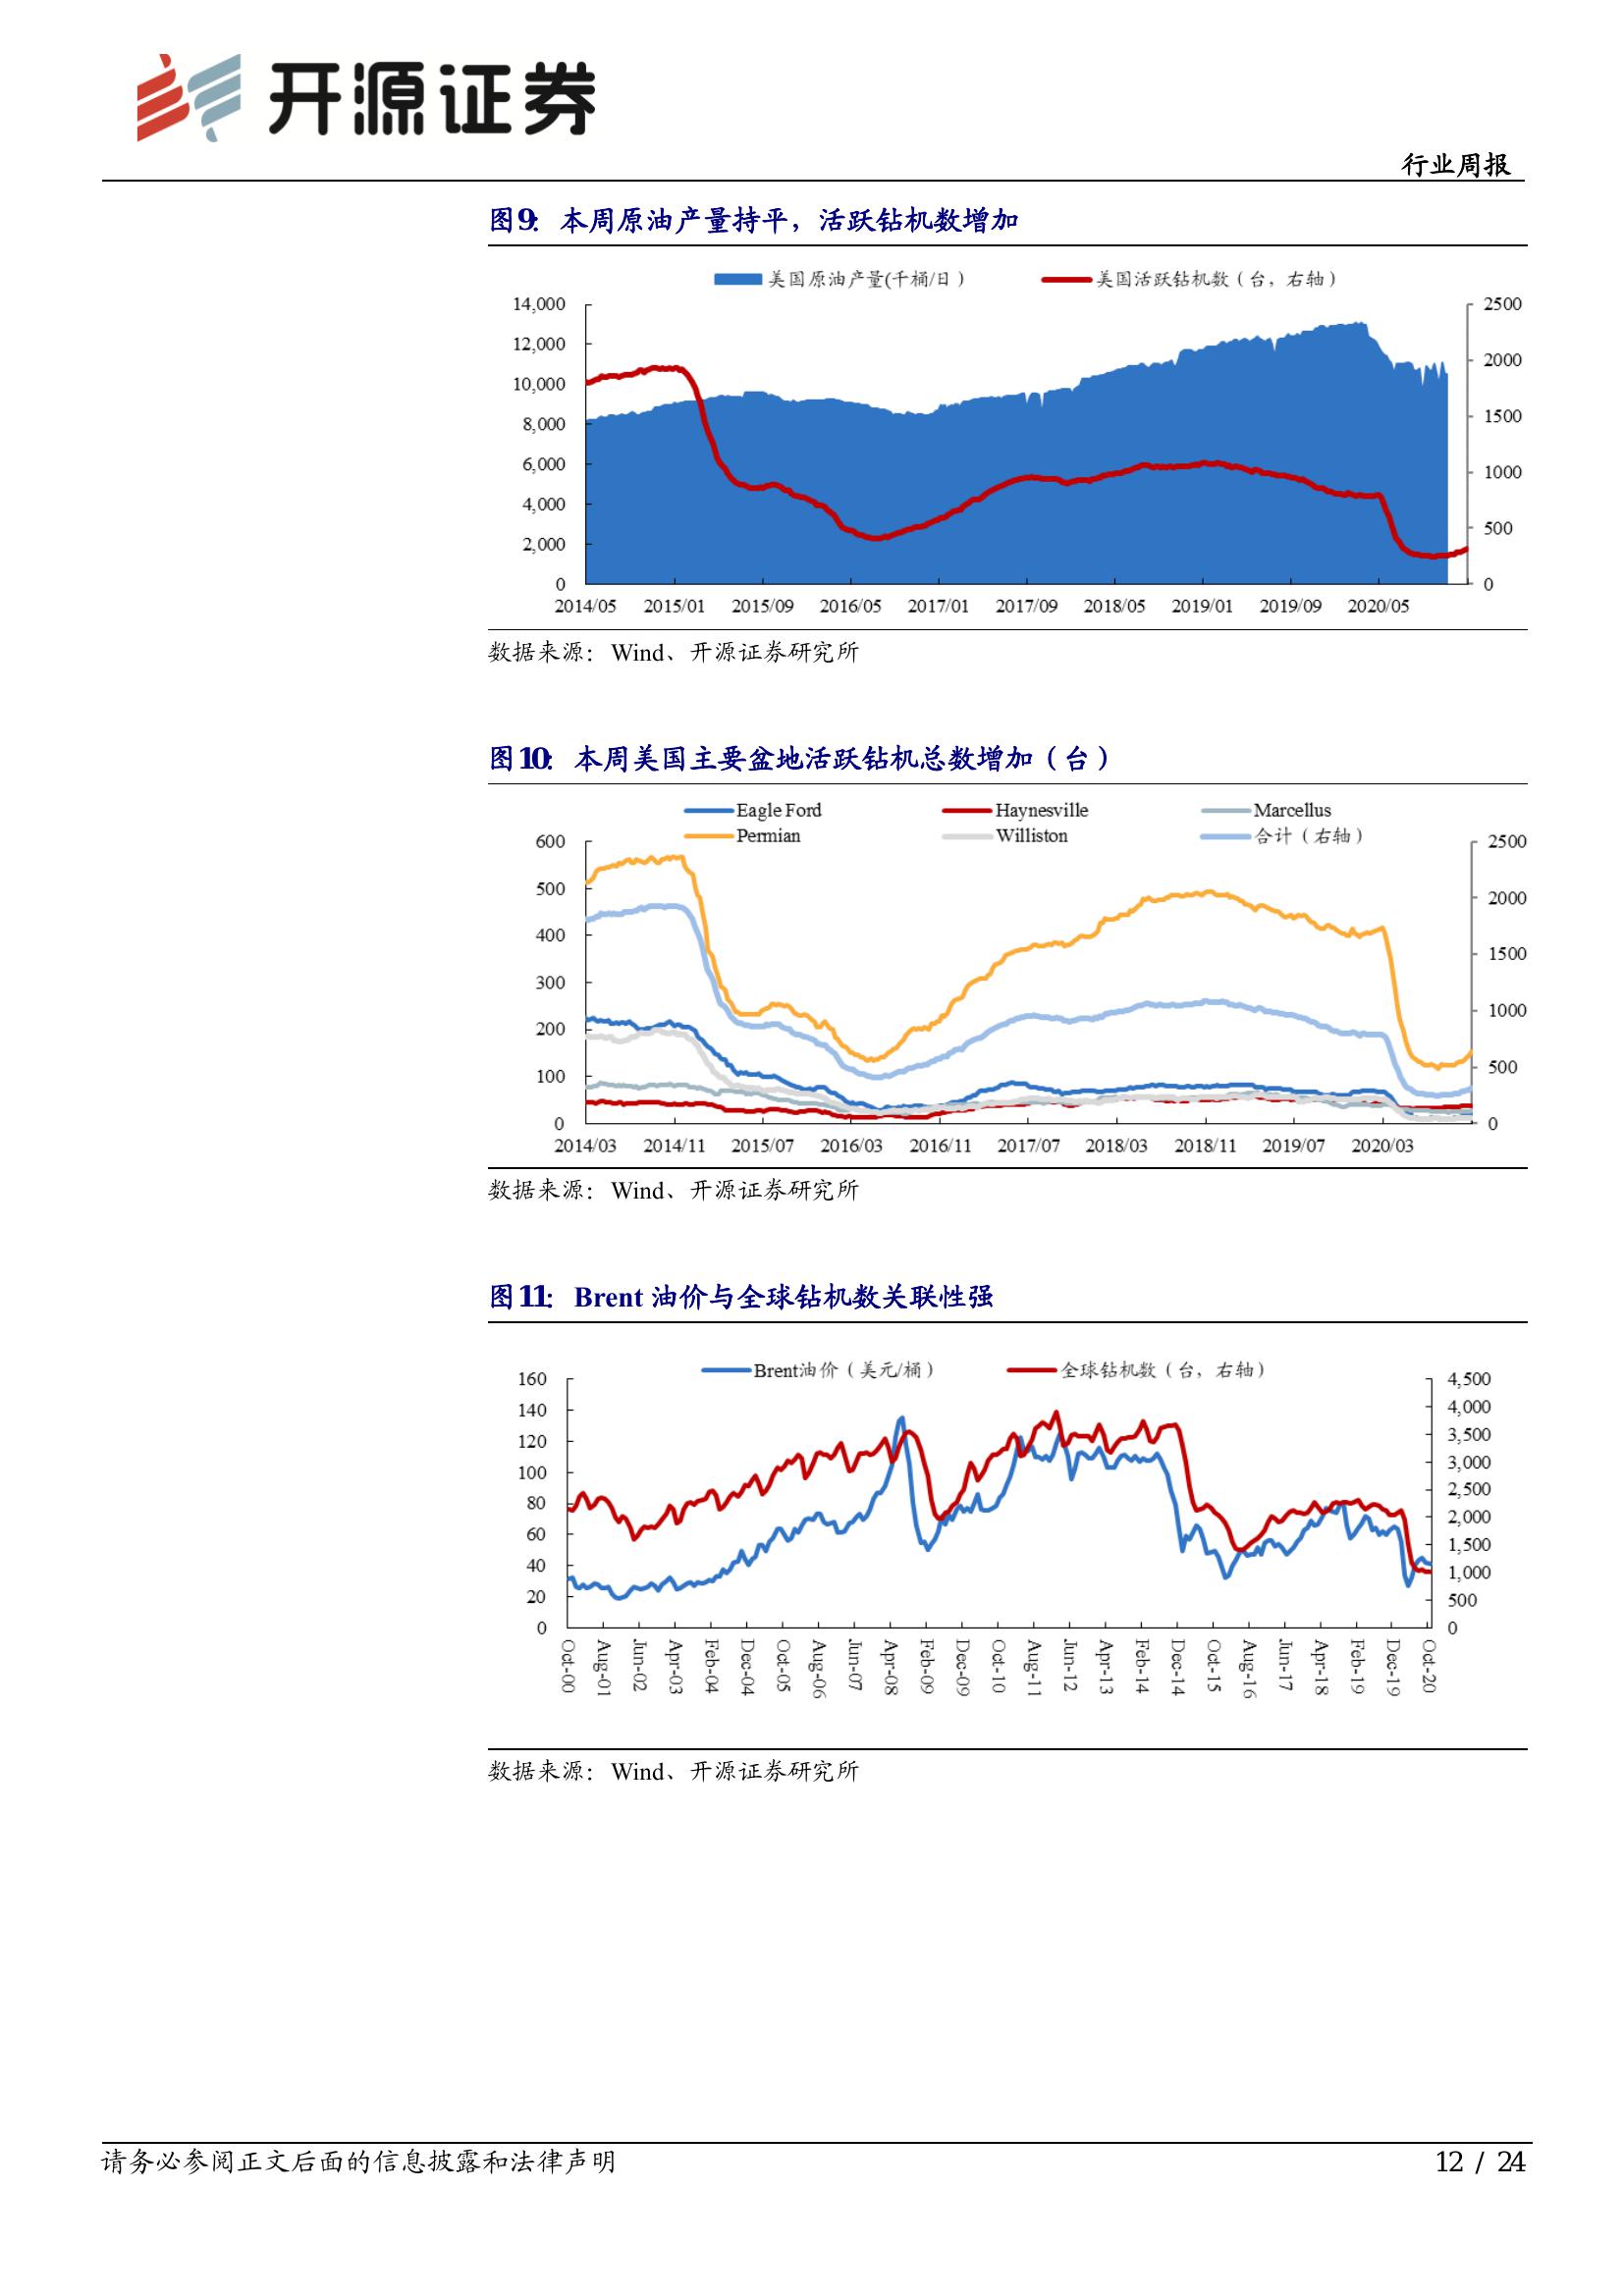 开源证券
行业周报
图9: 本周原油产量持平，活跃钻机数增加
美国原油产量(千桶/日） 美国活跃钻机数（台，右轴）
14,000 2500
12,000 2000
10,000
8,000 1500
6,000 1000
4,000
2,000 500
0 0
2014/05 2015/01 2015/09 2016/05 2017/01 2017/09 2018/05 2019/01 2019/09 2020/05
数据来源：Wind、开源证券研究所
图10: 本周美国主要盆地活跃钻机总数增加（台）
Eagle Ford Haynesville Marcellus
Permian Williston 合计（右轴）
600 2500
500 2000
400 1500
300
200 1000
100 500
0 0
2014/03 2014/11 2015/07 2016/03 2016/11 2017/07 2018/03 2018/11 2019/07 2020/03
数据来源：Wind、开源证券研究所
图11: Brent 油价与全球钻机数关联性强
Brent油价（美元/桶） 全球钻机数（台，右轴）
160 4,500
140 4,000
120 3,500
100 3,000
80 2,500
60 2,000
40 1,500
20 1,000
0 500
0
Oct-00 Aug-01 Jun-02 Apr-03 Feb-04 Dec-04 Oct-05 Aug-06 Jun-07 Apr-08 Feb-09 Dec-09 Oct-10 Aug-11 Jun-12 Apr-13 Feb-14 Dec-14 Oct-15 Aug-16 Jun-17 Apr-18 Feb-19 Dec-19 Oct-20
数据来源：Wind、开源证券研究所
请务必参阅正文后面的信息披露和法律声明 12 / 24